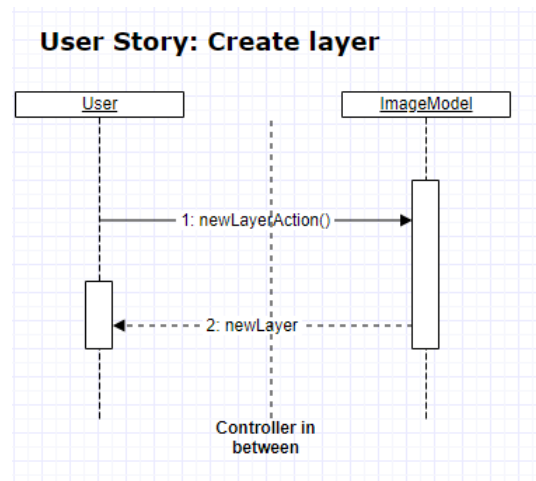 User Story: Create layer
User
ImageModel
1: newLayerAction()
2: newLayer
Controller in
between